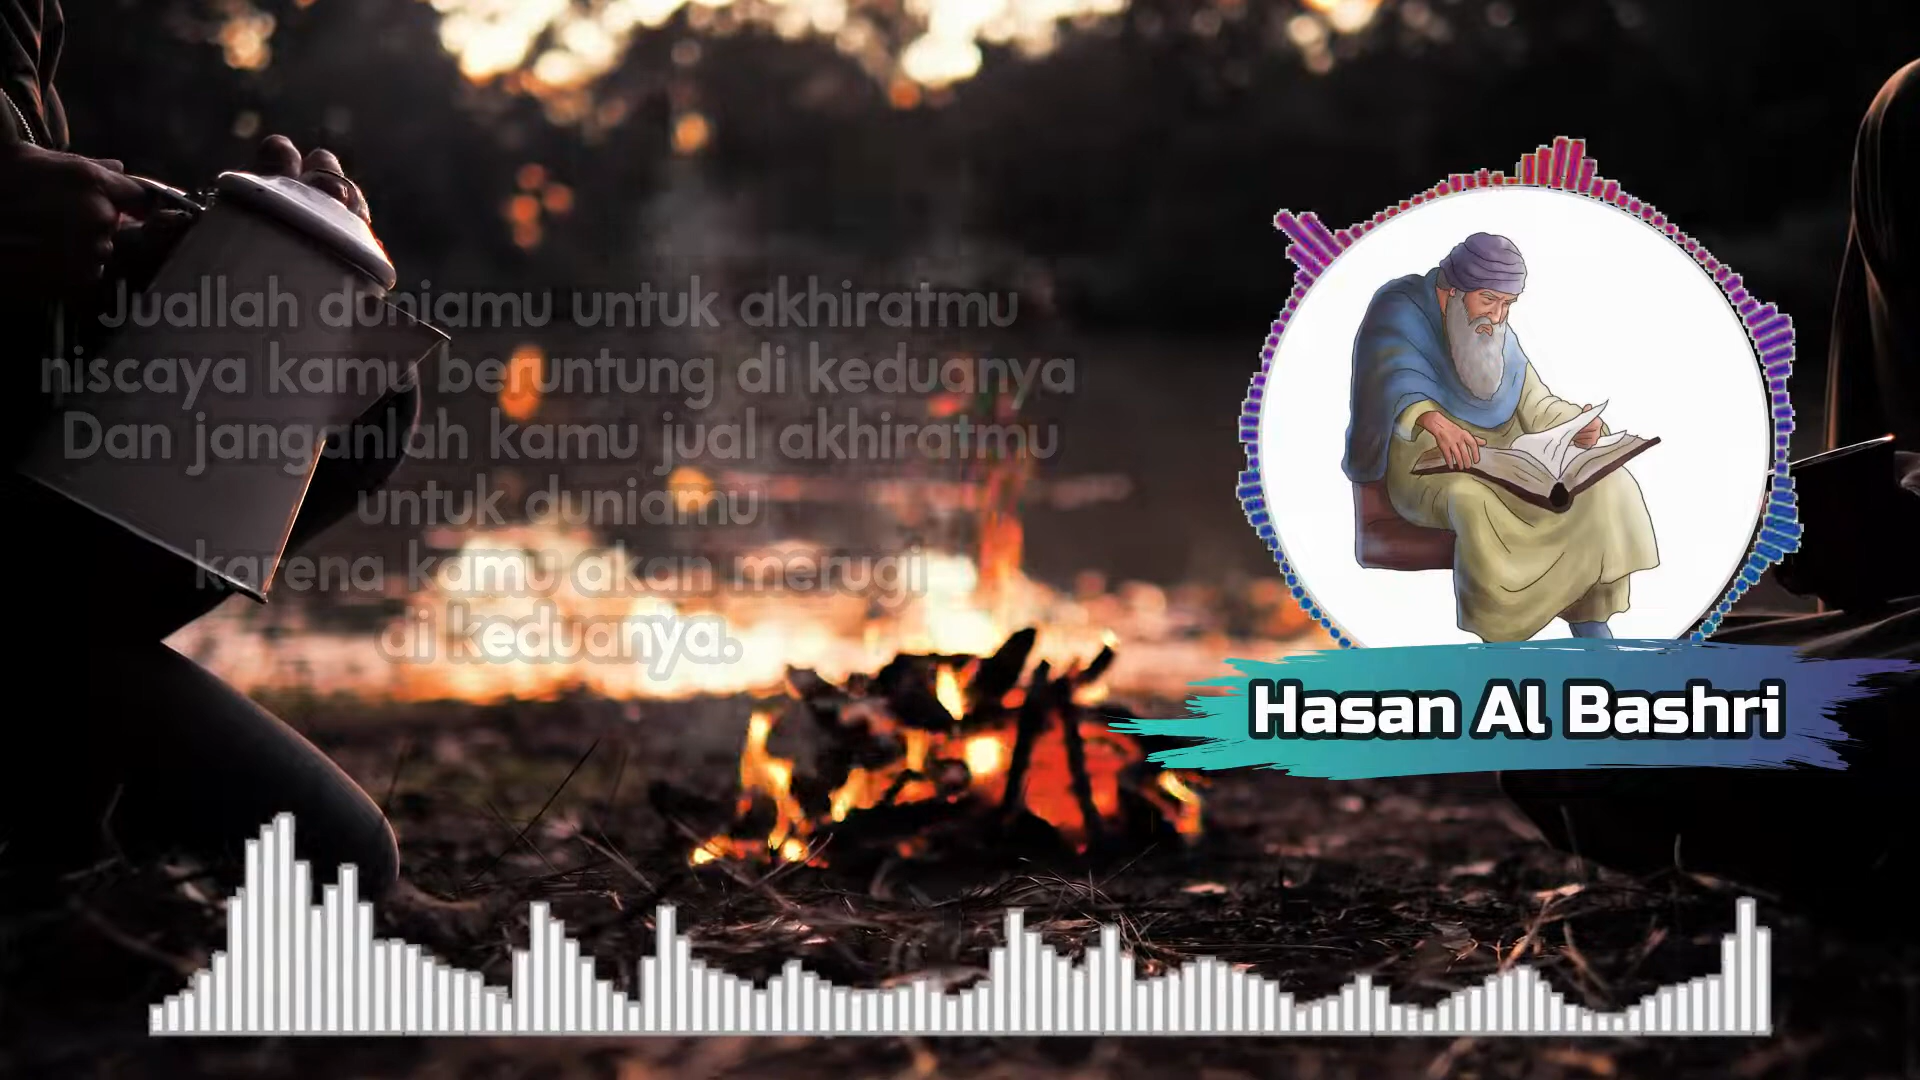 Juallah duniamu untuk akhiratmu
niscaya kamu beruntung di keduanya
Dan janganlah kamu jual akhiratmu
untuk duniamu
karena kamu akan merugi
di keduanya.
Hasan Al Bashri